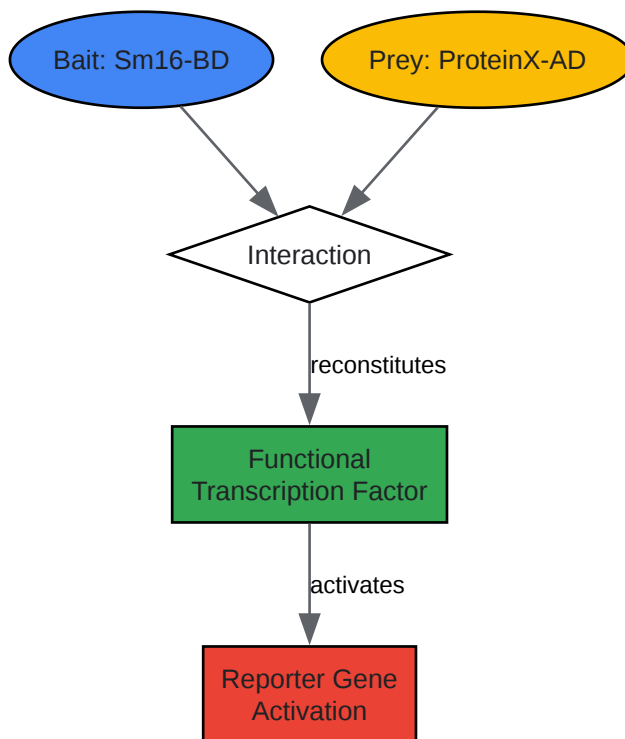 Bait: Sm16-BD
Prey: ProteinX-AD
Interaction
reconstitutes
Functional
Transcription Factor
activates
Reporter Gene
Activation